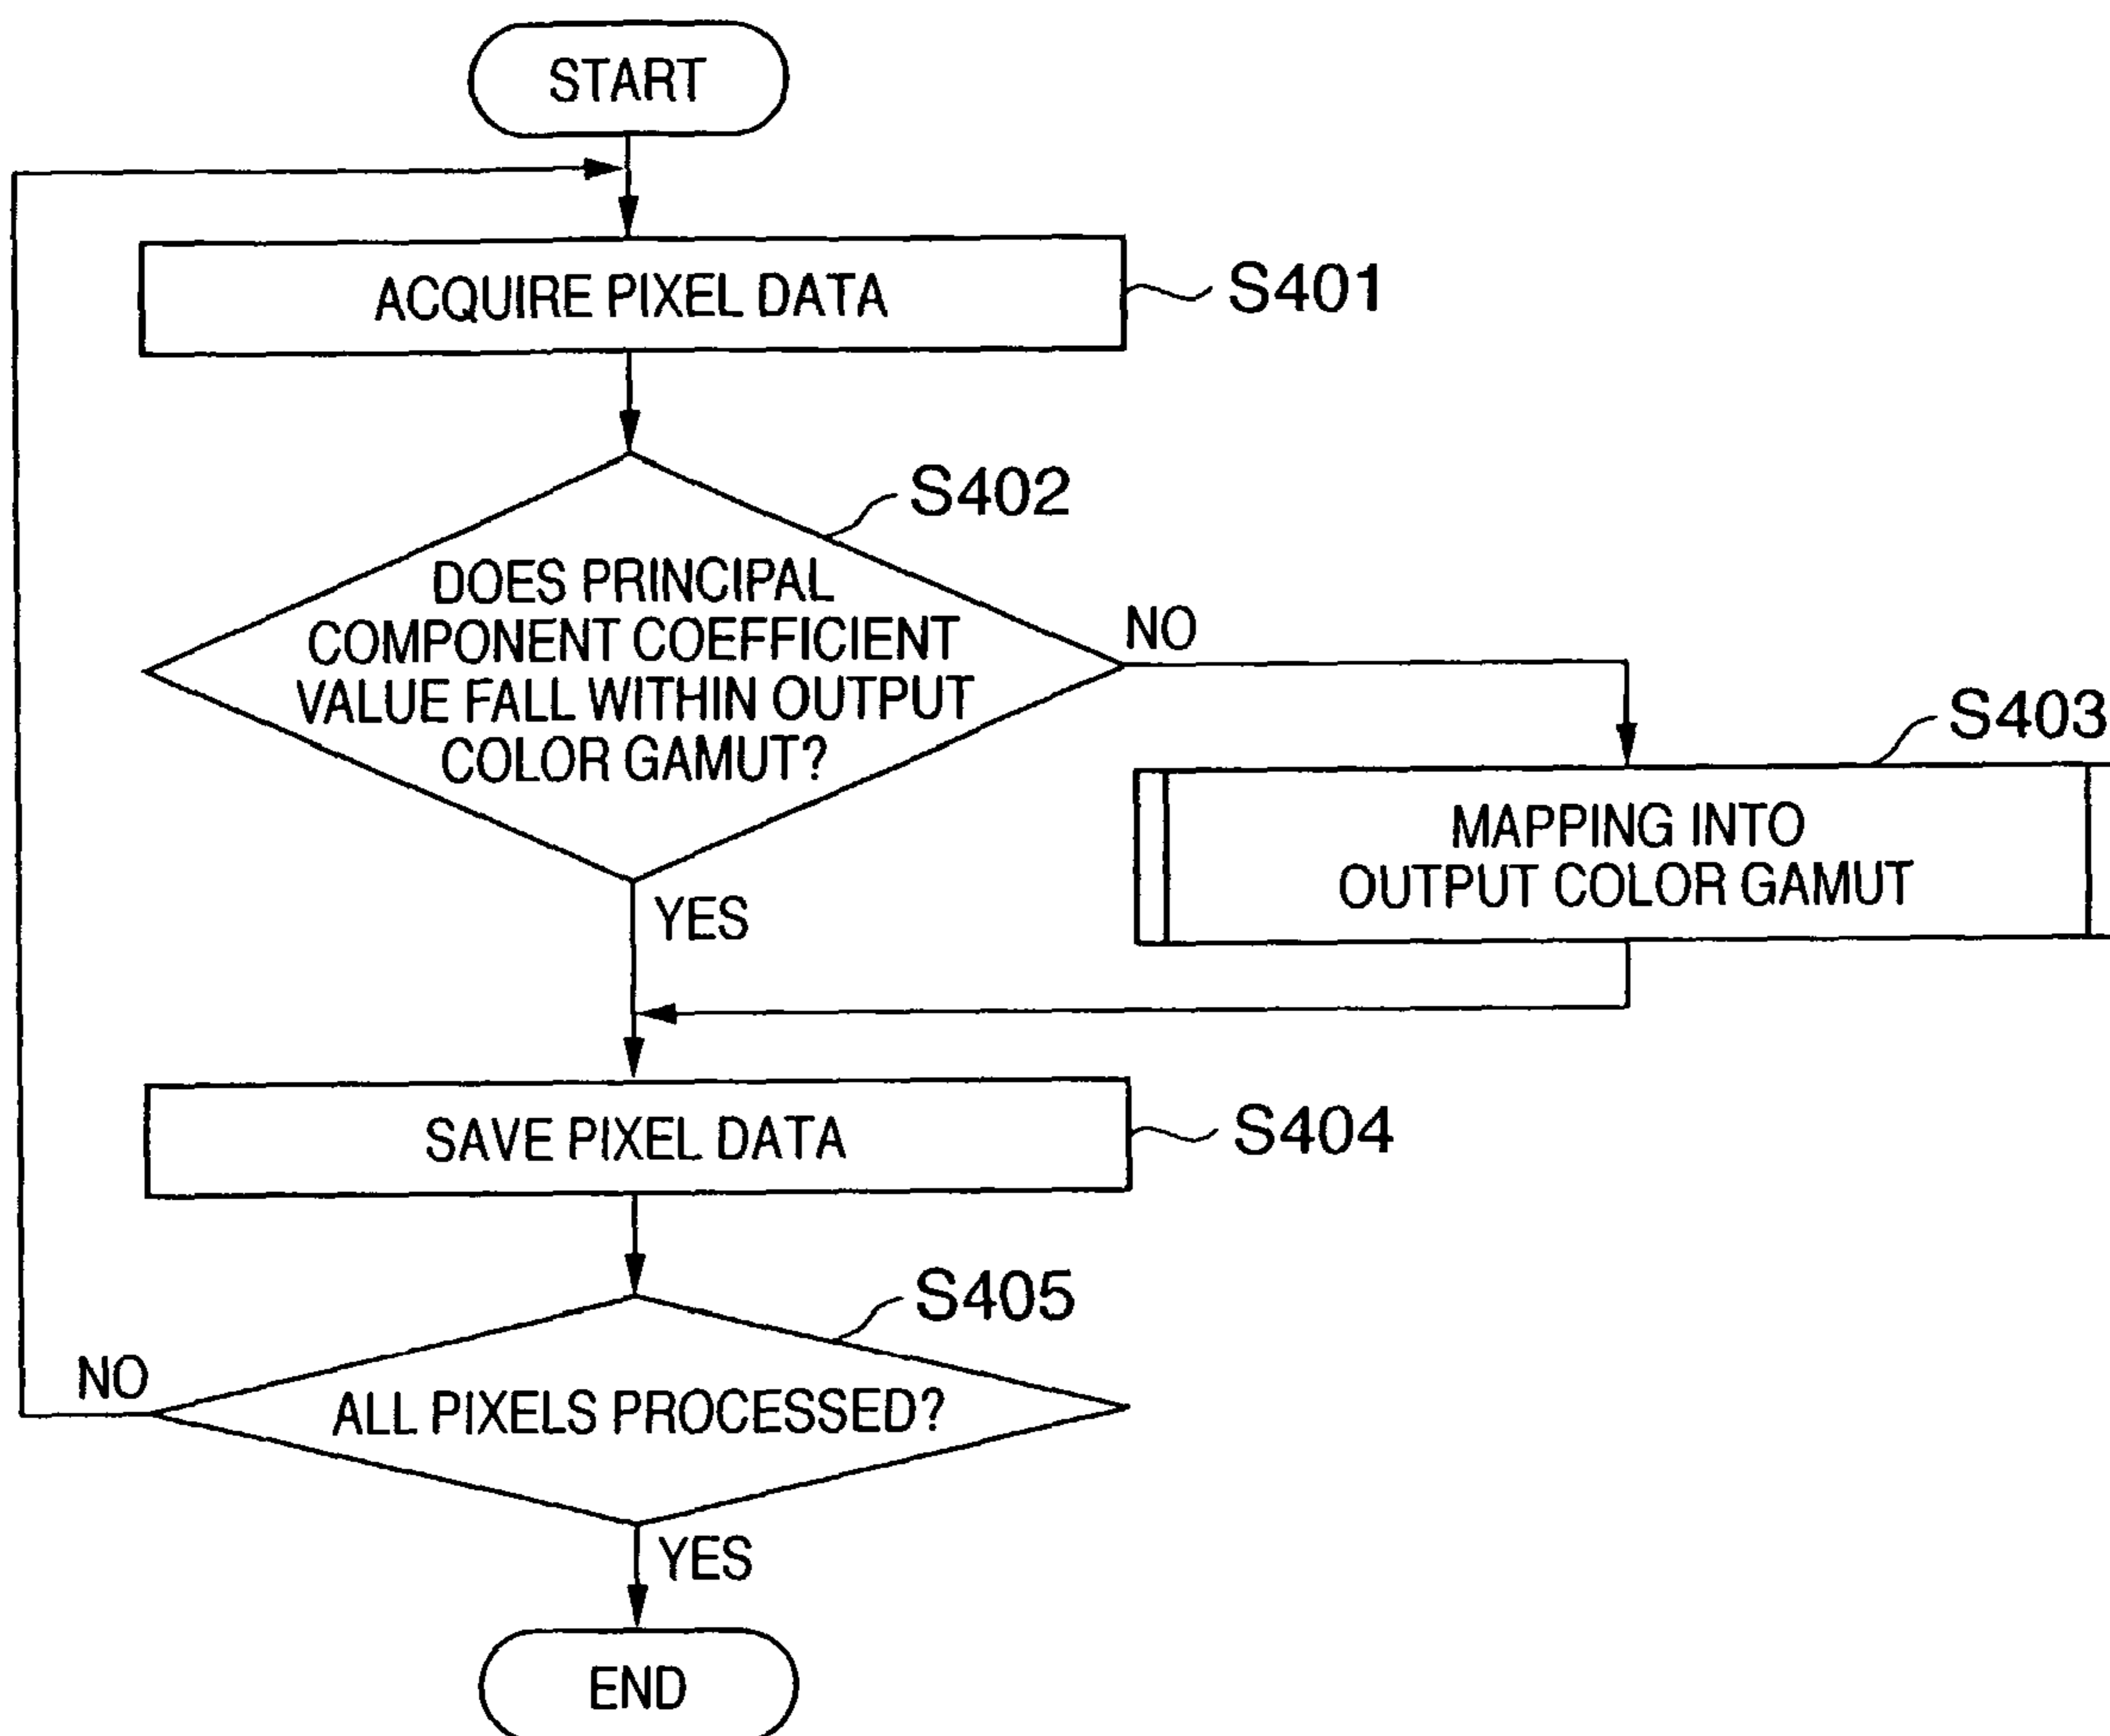 START
ACQUIRE PIXEL DATA
S401
S402
DOES PRINCIPAL
COMPONENT COEFFICIENT
VALUE FALL WITHIN OUTPUT
COLOR GAMUT?
NO
S403
MAPPING INTO
OUTPUT COLOR GAMUT
YES
SAVE PIXEL DATA
S404
S405
NO
ALL PIXELS PROCESSED?
YES
END